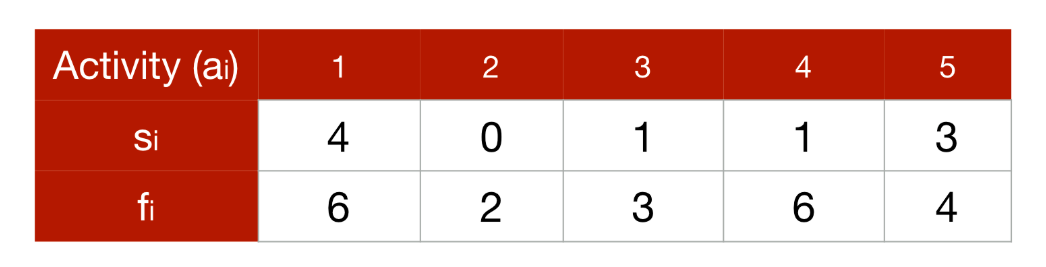 Activity (ai) 1 2 3 4 5
si 4 0 1 1 3
fi 6 2 3 6 4